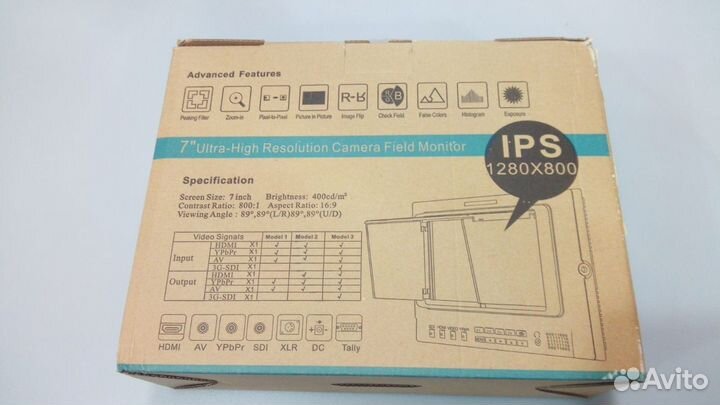 Advanced Features
Peaking Filter Zoom-in Pixel-to-Pixel Picture in Picture Image Flip Check Field False Colors Histogram Exposure
R-R
B
7" Ultra-High Resolution Camera Field Monitor
IPS
1280X800
Specification
Screen Size: 7 inch Brightness: 400cd/m²
Contrast Ratio: 800:1 Aspect Ratio: 16:9
Viewing Angle : 89°,89°(L/R)89°,89°(U/D)
Video Signals Model 1 Model 2 Model 3
Input HDMI X1 √ √ √
YPbPr X1 √ √ √
AV X1 √ √ √
3G-SDI X1 √
Output HDMI X1 √ √
YPbPr X1 √ √ √
AV X1 √ √ √
3G-SDI X1 √
HDMI AV YPbPr SDI XLR DC Tally
Avito